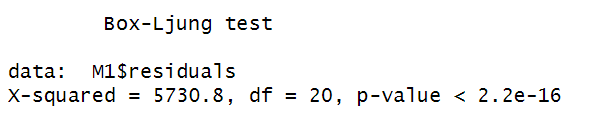 Box-Ljung test
data:  M1$residuals
X-squared = 5730.8, df = 20, p-value < 2.2e-16